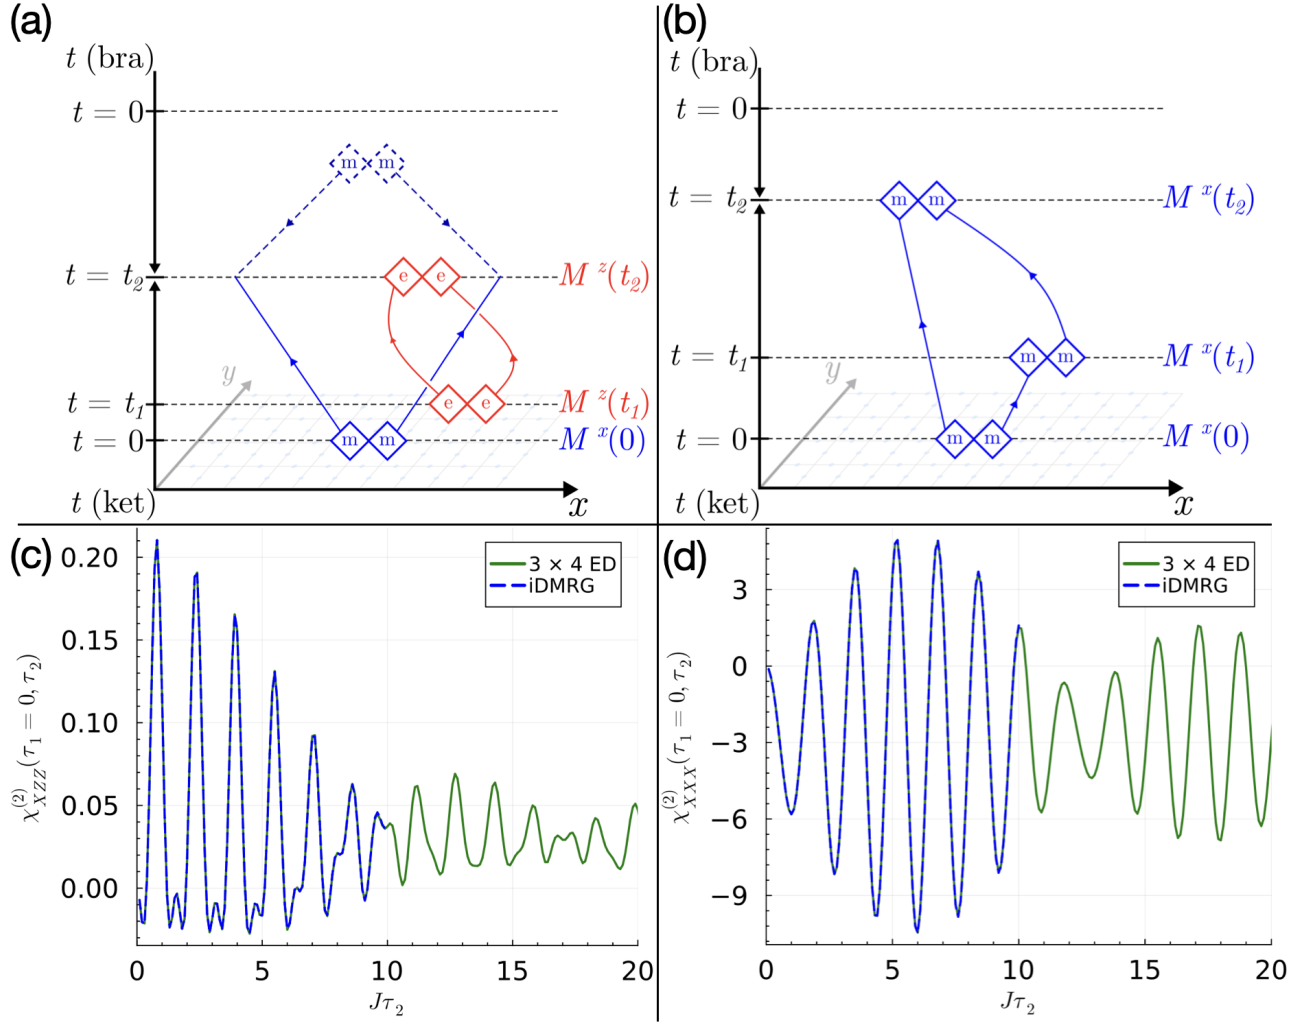 (a)
t (bra)
t = 0
m m
t = t₂ e e M ᶻ(t₂)
y
t = t₁ e e M ᶻ(t₁)
t = 0 m m M ˣ(0)
t (ket) x
(b)
t (bra)
t = 0
t = t₂ m m M ˣ(t₂)
t = t₁ m m M ˣ(t₁)
y
t = 0 m m M ˣ(0)
t (ket) x
(c)
3 × 4 ED
iDMRG
0.20
0.15
0.10
0.05
0.00
χ⁽²⁾_XZZ(τ₁ = 0, τ₂)
0 5 10 15 20
Jτ₂
(d)
3 × 4 ED
iDMRG
3
0
−3
−6
−9
χ⁽²⁾_XXX(τ₁ = 0, τ₂)
0 5 10 15 20
Jτ₂